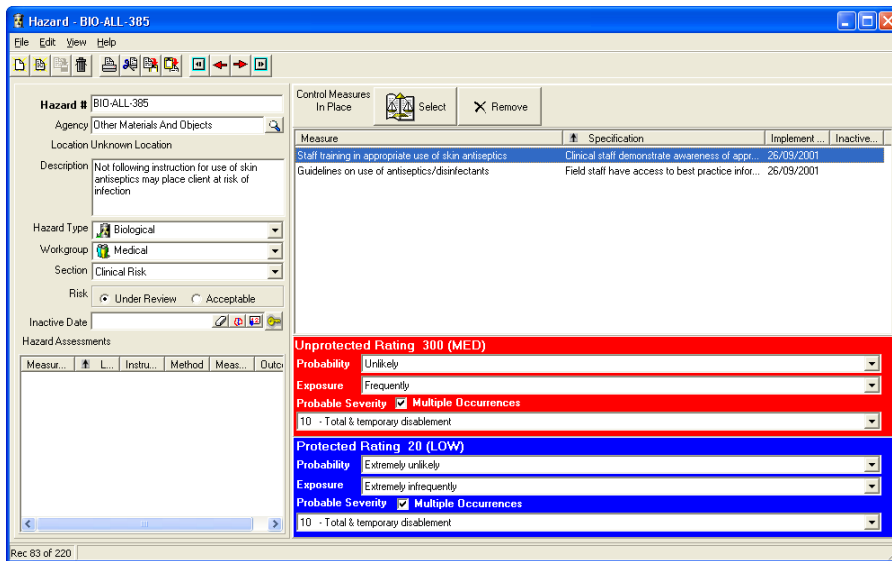 Hazard - BIO-ALL-385
File Edit View Help
Hazard # BIO-ALL-385
Agency Other Materials And Objects
Location Unknown Location
Description Not following instruction for use of skin
antiseptics may place client at risk of
infection
Hazard Type Biological
Workgroup Medical
Section Clinical Risk
Risk Under Review Acceptable
Inactive Date
Hazard Assessments
Measur... L... Instru... Method Meas... Outco
Control Measures
In Place Select Remove
Measure Specification Implement ... Inactive...
Staff training in appropriate use of skin antiseptics Clinical staff demonstrate awareness of appr... 26/09/2001
Guidelines on use of antiseptics/disinfectants Field staff have access to best practice infor... 26/09/2001
Unprotected Rating 300 (MED)
Probability Unlikely
Exposure Frequently
Probable Severity Multiple Occurrences
10 - Total & temporary disablement
Protected Rating 20 (LOW)
Probability Extremely unlikely
Exposure Extremely infrequently
Probable Severity Multiple Occurrences
10 - Total & temporary disablement
Rec 83 of 220